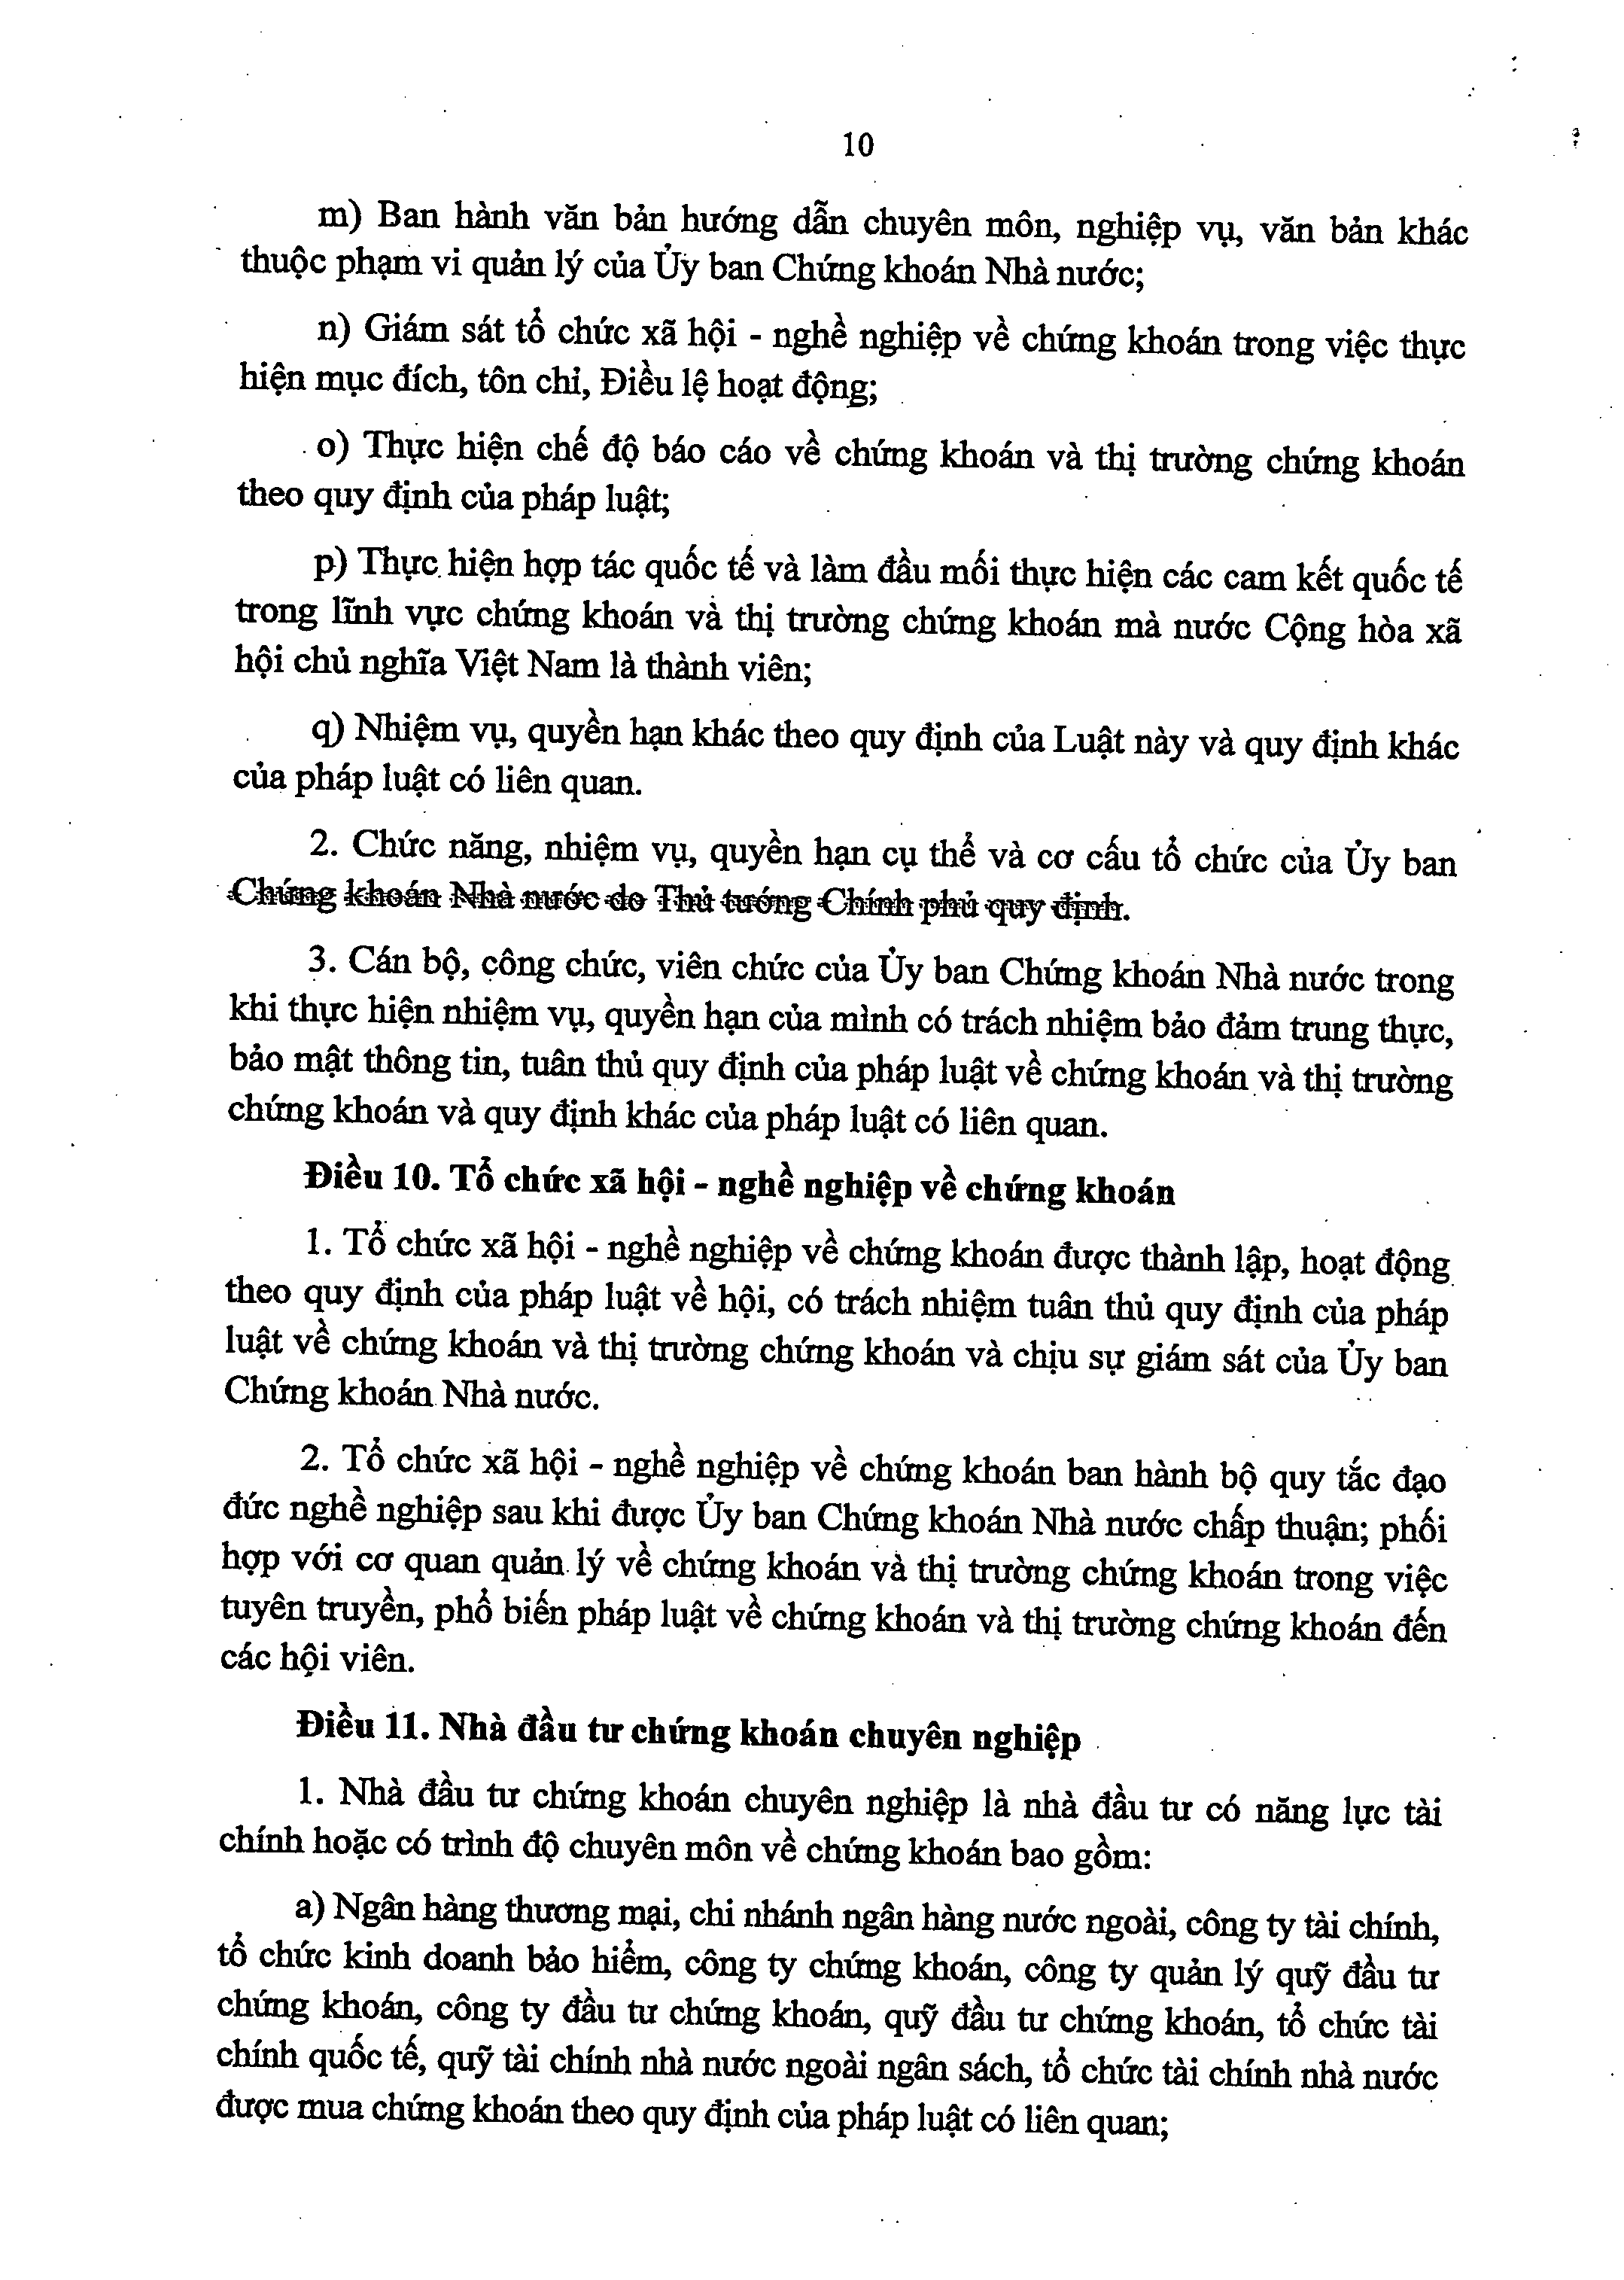 10
m) Ban hành văn bản hướng dẫn chuyên môn, nghiệp vụ, văn bản khác
thuộc phạm vi quản lý của Ủy ban Chứng khoán Nhà nước;
n) Giám sát tổ chức xã hội - nghề nghiệp về chứng khoán trong việc thực
hiện mục đích, tôn chỉ, Điều lệ hoạt động;
o) Thực hiện chế độ báo cáo về chứng khoán và thị trường chứng khoán
theo quy định của pháp luật;
p) Thực hiện hợp tác quốc tế và làm đầu mối thực hiện các cam kết quốc tế
trong lĩnh vực chứng khoán và thị trường chứng khoán mà nước Cộng hòa xã
hội chủ nghĩa Việt Nam là thành viên;
q) Nhiệm vụ, quyền hạn khác theo quy định của Luật này và quy định khác
của pháp luật có liên quan.
2. Chức năng, nhiệm vụ, quyền hạn cụ thể và cơ cấu tổ chức của Ủy ban
Chứng khoán Nhà nước do Thủ tướng Chính phủ quy định.
3. Cán bộ, công chức, viên chức của Ủy ban Chứng khoán Nhà nước trong
khi thực hiện nhiệm vụ, quyền hạn của mình có trách nhiệm bảo đảm trung thực,
bảo mật thông tin, tuân thủ quy định của pháp luật về chứng khoán và thị trường
chứng khoán và quy định khác của pháp luật có liên quan.
Điều 10. Tổ chức xã hội - nghề nghiệp về chứng khoán
1. Tổ chức xã hội - nghề nghiệp về chứng khoán được thành lập, hoạt động
theo quy định của pháp luật về hội, có trách nhiệm tuân thủ quy định của pháp
luật về chứng khoán và thị trường chứng khoán và chịu sự giám sát của Ủy ban
Chứng khoán Nhà nước.
2. Tổ chức xã hội - nghề nghiệp về chứng khoán ban hành bộ quy tắc đạo
đức nghề nghiệp sau khi được Ủy ban Chứng khoán Nhà nước chấp thuận; phối
hợp với cơ quan quản lý về chứng khoán và thị trường chứng khoán trong việc
tuyên truyền, phổ biến pháp luật về chứng khoán và thị trường chứng khoán đến
các hội viên.
Điều 11. Nhà đầu tư chứng khoán chuyên nghiệp
1. Nhà đầu tư chứng khoán chuyên nghiệp là nhà đầu tư có năng lực tài
chính hoặc có trình độ chuyên môn về chứng khoán bao gồm:
a) Ngân hàng thương mại, chi nhánh ngân hàng nước ngoài, công ty tài chính,
tổ chức kinh doanh bảo hiểm, công ty chứng khoán, công ty quản lý quỹ đầu tư
chứng khoán, công ty đầu tư chứng khoán, quỹ đầu tư chứng khoán, tổ chức tài
chính quốc tế, quỹ tài chính nhà nước ngoài ngân sách, tổ chức tài chính nhà nước
được mua chứng khoán theo quy định của pháp luật có liên quan;